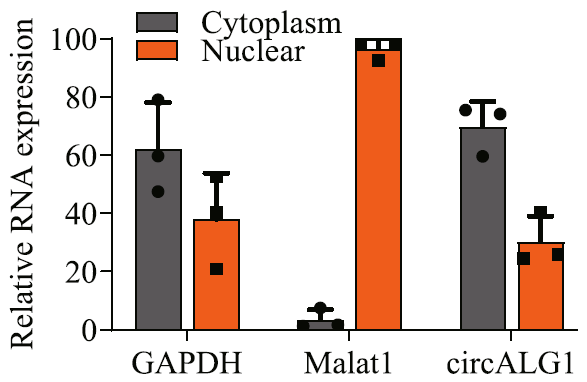 Cytoplasm
Nuclear
Relative RNA expression
100
80
60
40
20
0
GAPDH Malat1 circALG1